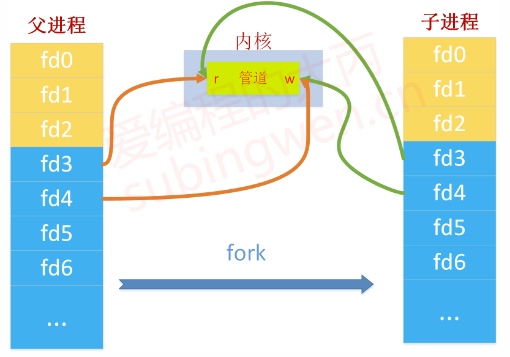 父进程
fd0
fd1
fd2
fd3
fd4
fd5
fd6
...
内核
r 管道 w
fork
子进程
fd0
fd1
fd2
fd3
fd4
fd5
fd6
...
爱编程的大丙
subingwen.cn